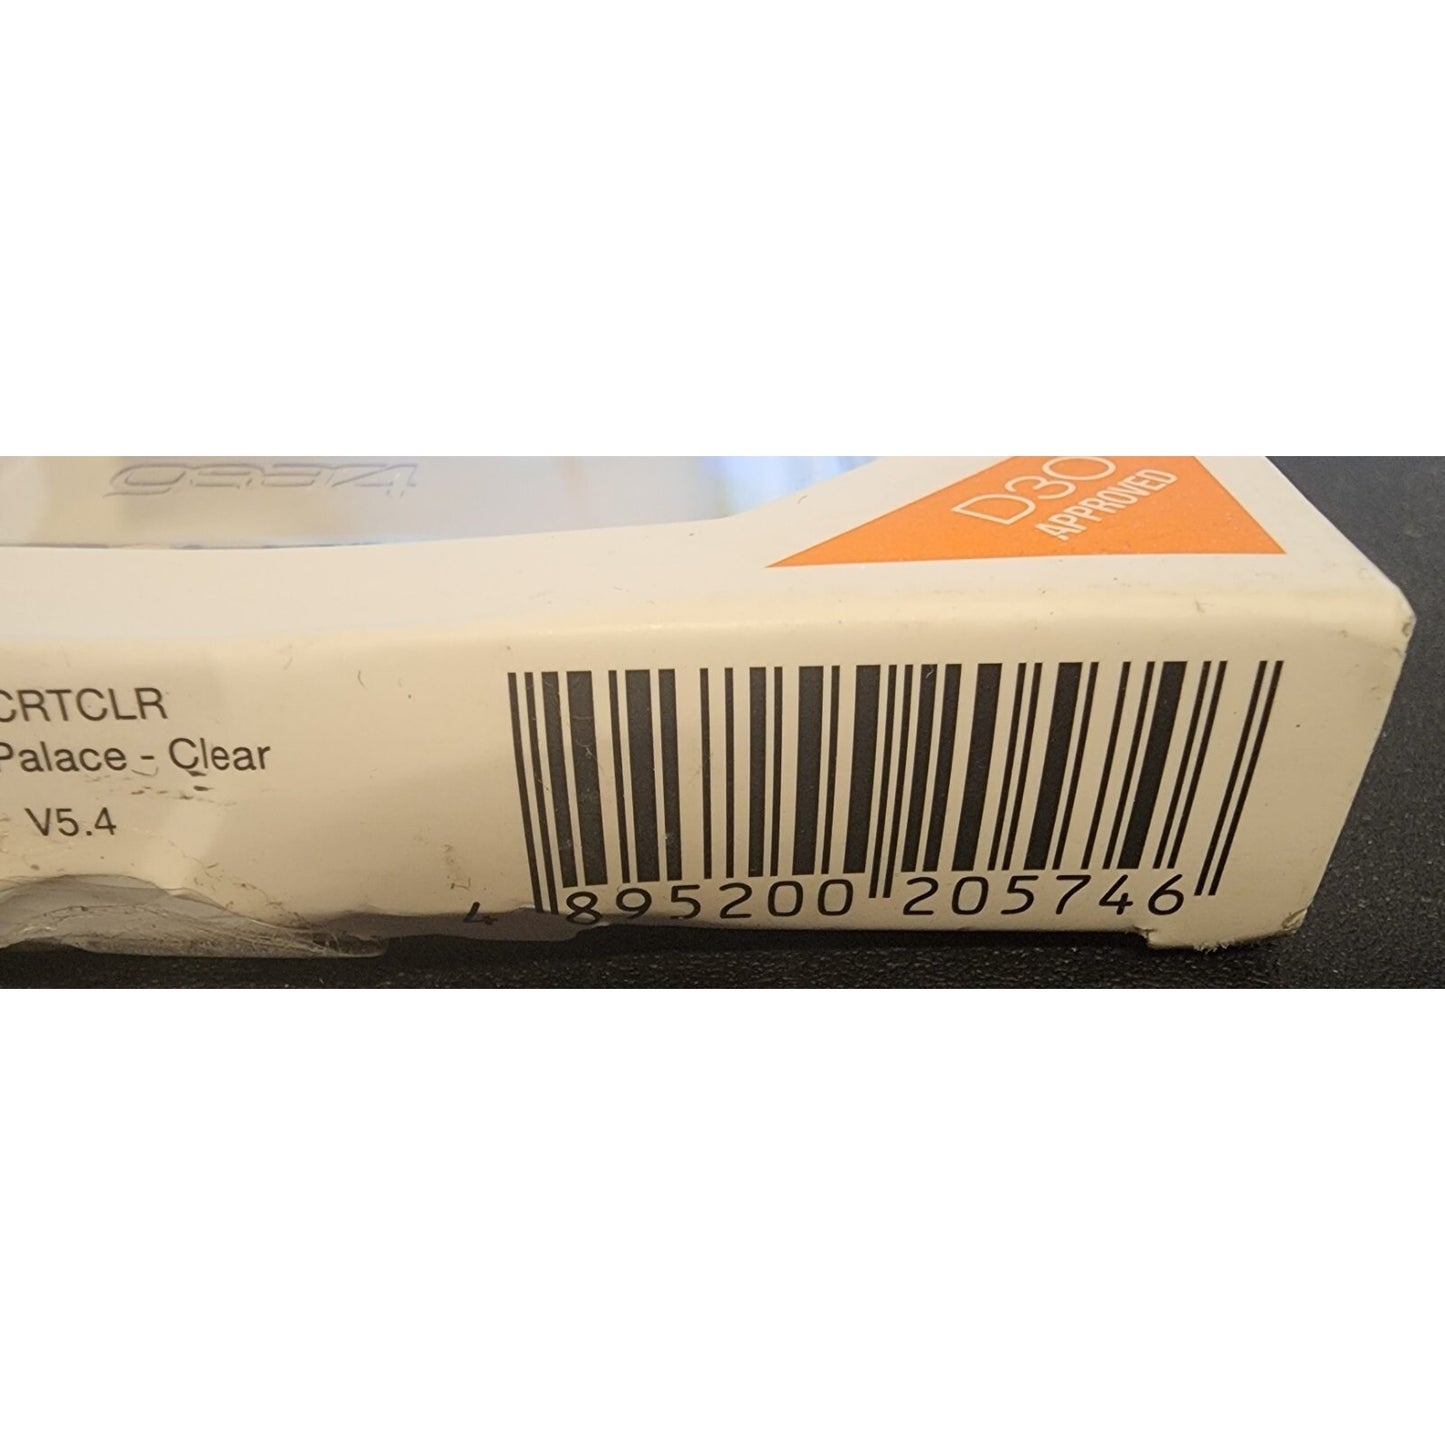 gear4
D3O
APPROVED
CRTCLR
Palace - Clear
V5.4
4 895200 205746